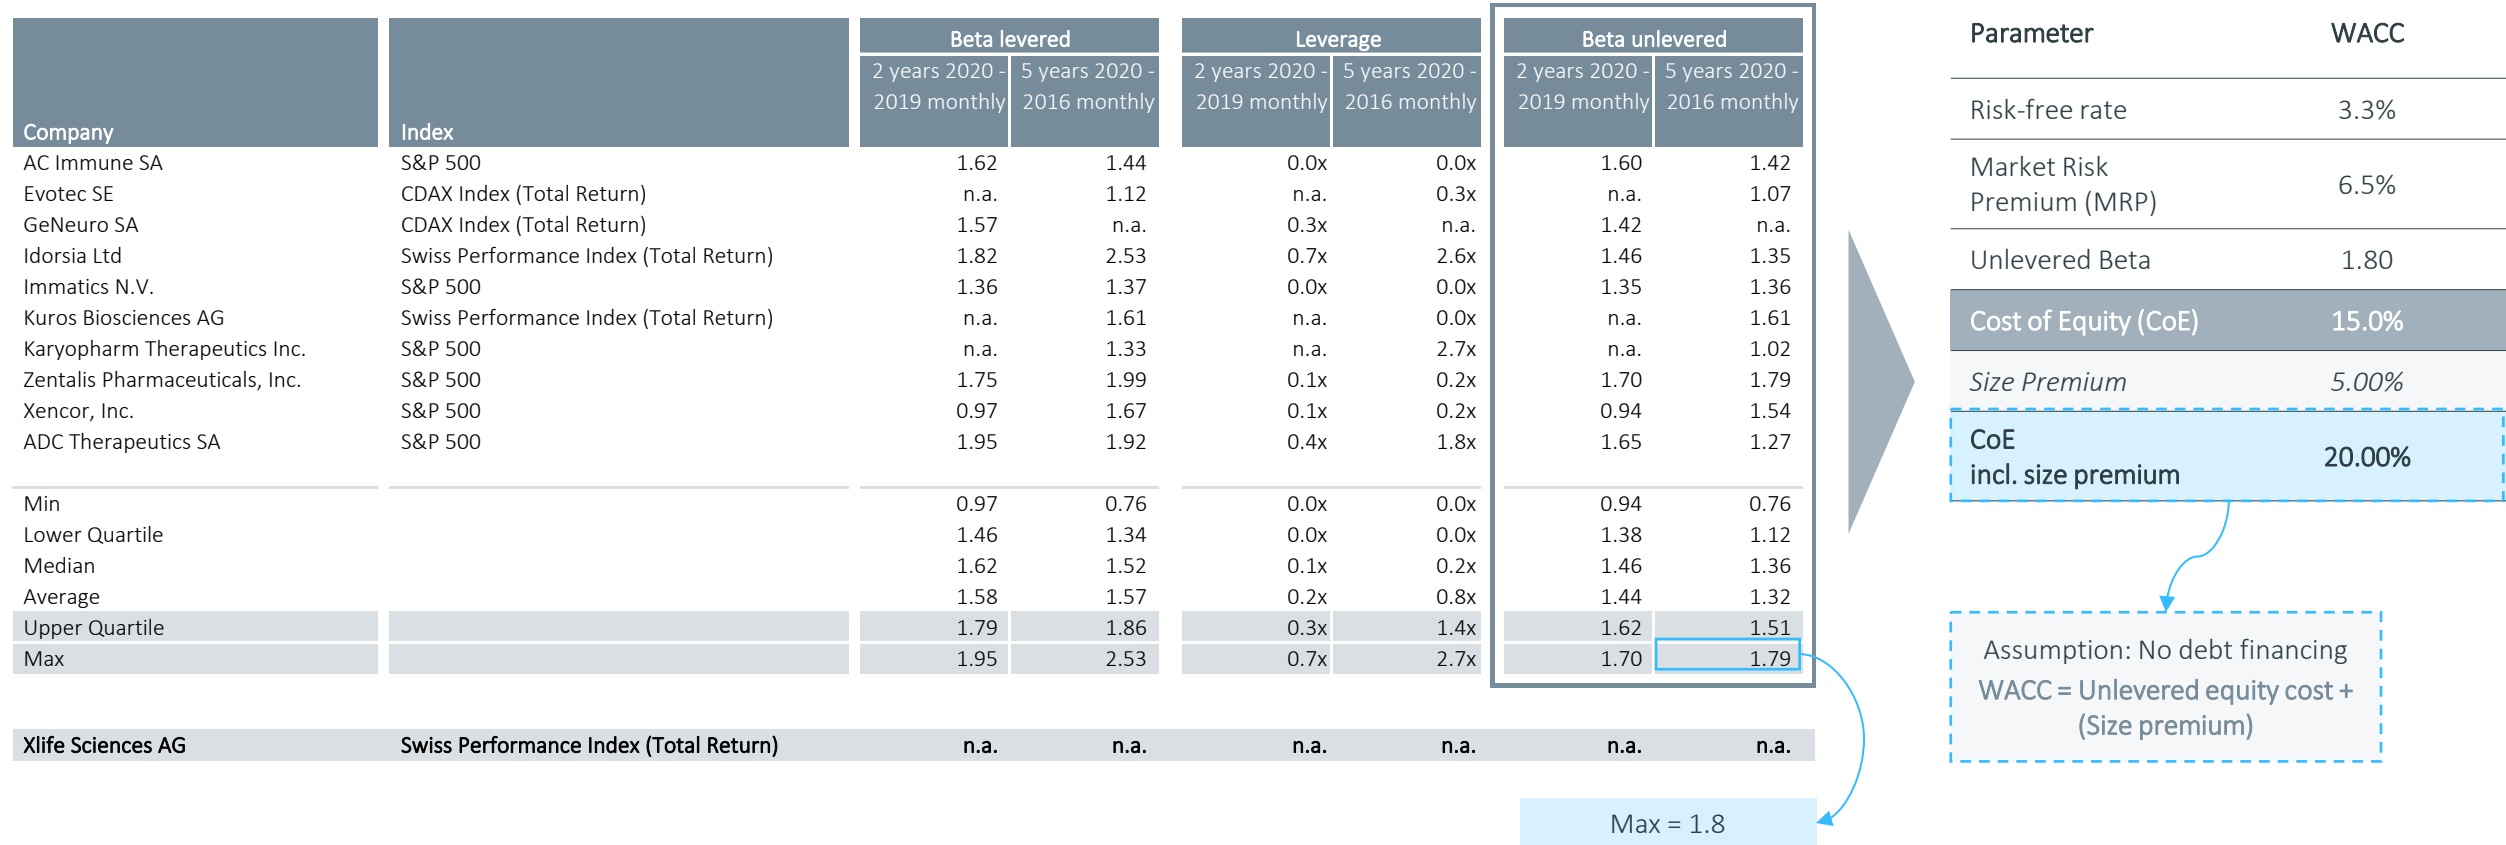 Beta levered Leverage Beta unlevered
2 years 2020 - 5 years 2020 - 2 years 2020 - 5 years 2020 - 2 years 2020 - 5 years 2020 -
2019 monthly 2016 monthly 2019 monthly 2016 monthly 2019 monthly 2016 monthly
Company Index
AC Immune SA S&P 500 1.62 1.44 0.0x 0.0x 1.60 1.42
Evotec SE CDAX Index (Total Return) n.a. 1.12 n.a. 0.3x n.a. 1.07
GeNeuro SA CDAX Index (Total Return) 1.57 n.a. 0.3x n.a. 1.42 n.a.
Idorsia Ltd Swiss Performance Index (Total Return) 1.82 2.53 0.7x 2.6x 1.46 1.35
Immatics N.V. S&P 500 1.36 1.37 0.0x 0.0x 1.35 1.36
Kuros Biosciences AG Swiss Performance Index (Total Return) n.a. 1.61 n.a. 0.0x n.a. 1.61
Karyopharm Therapeutics Inc. S&P 500 n.a. 1.33 n.a. 2.7x n.a. 1.02
Zentalis Pharmaceuticals, Inc. S&P 500 1.75 1.99 0.1x 0.2x 1.70 1.79
Xencor, Inc. S&P 500 0.97 1.67 0.1x 0.2x 0.94 1.54
ADC Therapeutics SA S&P 500 1.95 1.92 0.4x 1.8x 1.65 1.27
Min 0.97 0.76 0.0x 0.0x 0.94 0.76
Lower Quartile 1.46 1.34 0.0x 0.0x 1.38 1.12
Median 1.62 1.52 0.1x 0.2x 1.46 1.36
Average 1.58 1.57 0.2x 0.8x 1.44 1.32
Upper Quartile 1.79 1.86 0.3x 1.4x 1.62 1.51
Max 1.95 2.53 0.7x 2.7x 1.70 1.79
Xlife Sciences AG Swiss Performance Index (Total Return) n.a. n.a. n.a. n.a. n.a. n.a.
Max = 1.8
Parameter WACC
Risk-free rate 3.3%
Market Risk
Premium (MRP) 6.5%
Unlevered Beta 1.80
Cost of Equity (CoE) 15.0%
Size Premium 5.00%
CoE
incl. size premium 20.00%
Assumption: No debt financing
WACC = Unlevered equity cost +
(Size premium)